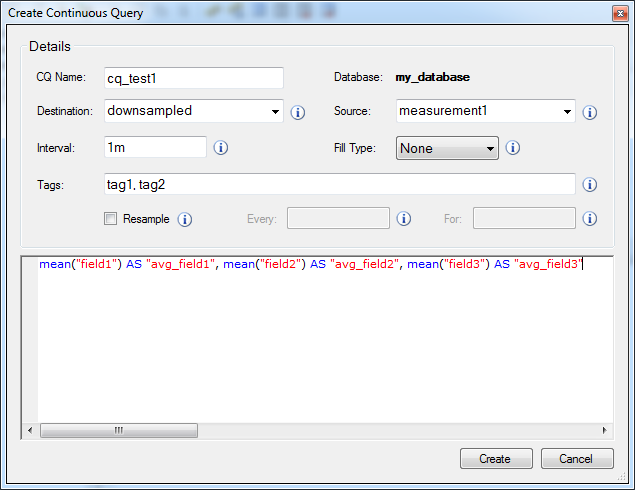 Create Continuous Query
Details
CQ Name: cq_test1 Database: my_database
Destination: downsampled Source: measurement1
Interval: 1m Fill Type: None
Tags: tag1, tag2
Resample Every: For:
mean("field1") AS "avg_field1", mean("field2") AS "avg_field2", mean("field3") AS "avg_field3"
Create Cancel